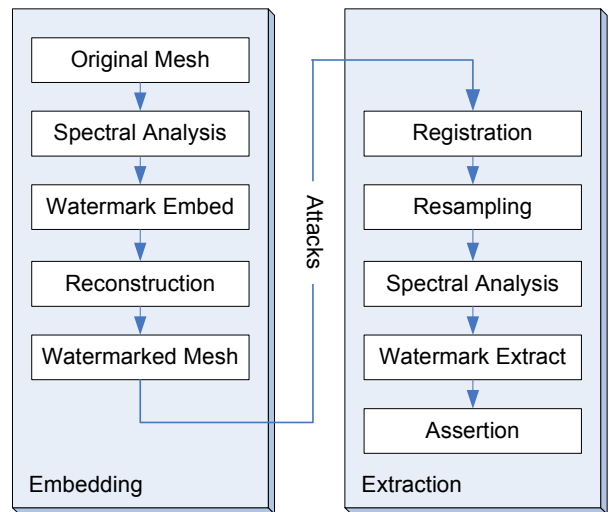 Original Mesh
Spectral Analysis
Watermark Embed
Reconstruction
Watermarked Mesh
Embedding
Attacks
Registration
Resampling
Spectral Analysis
Watermark Extract
Assertion
Extraction